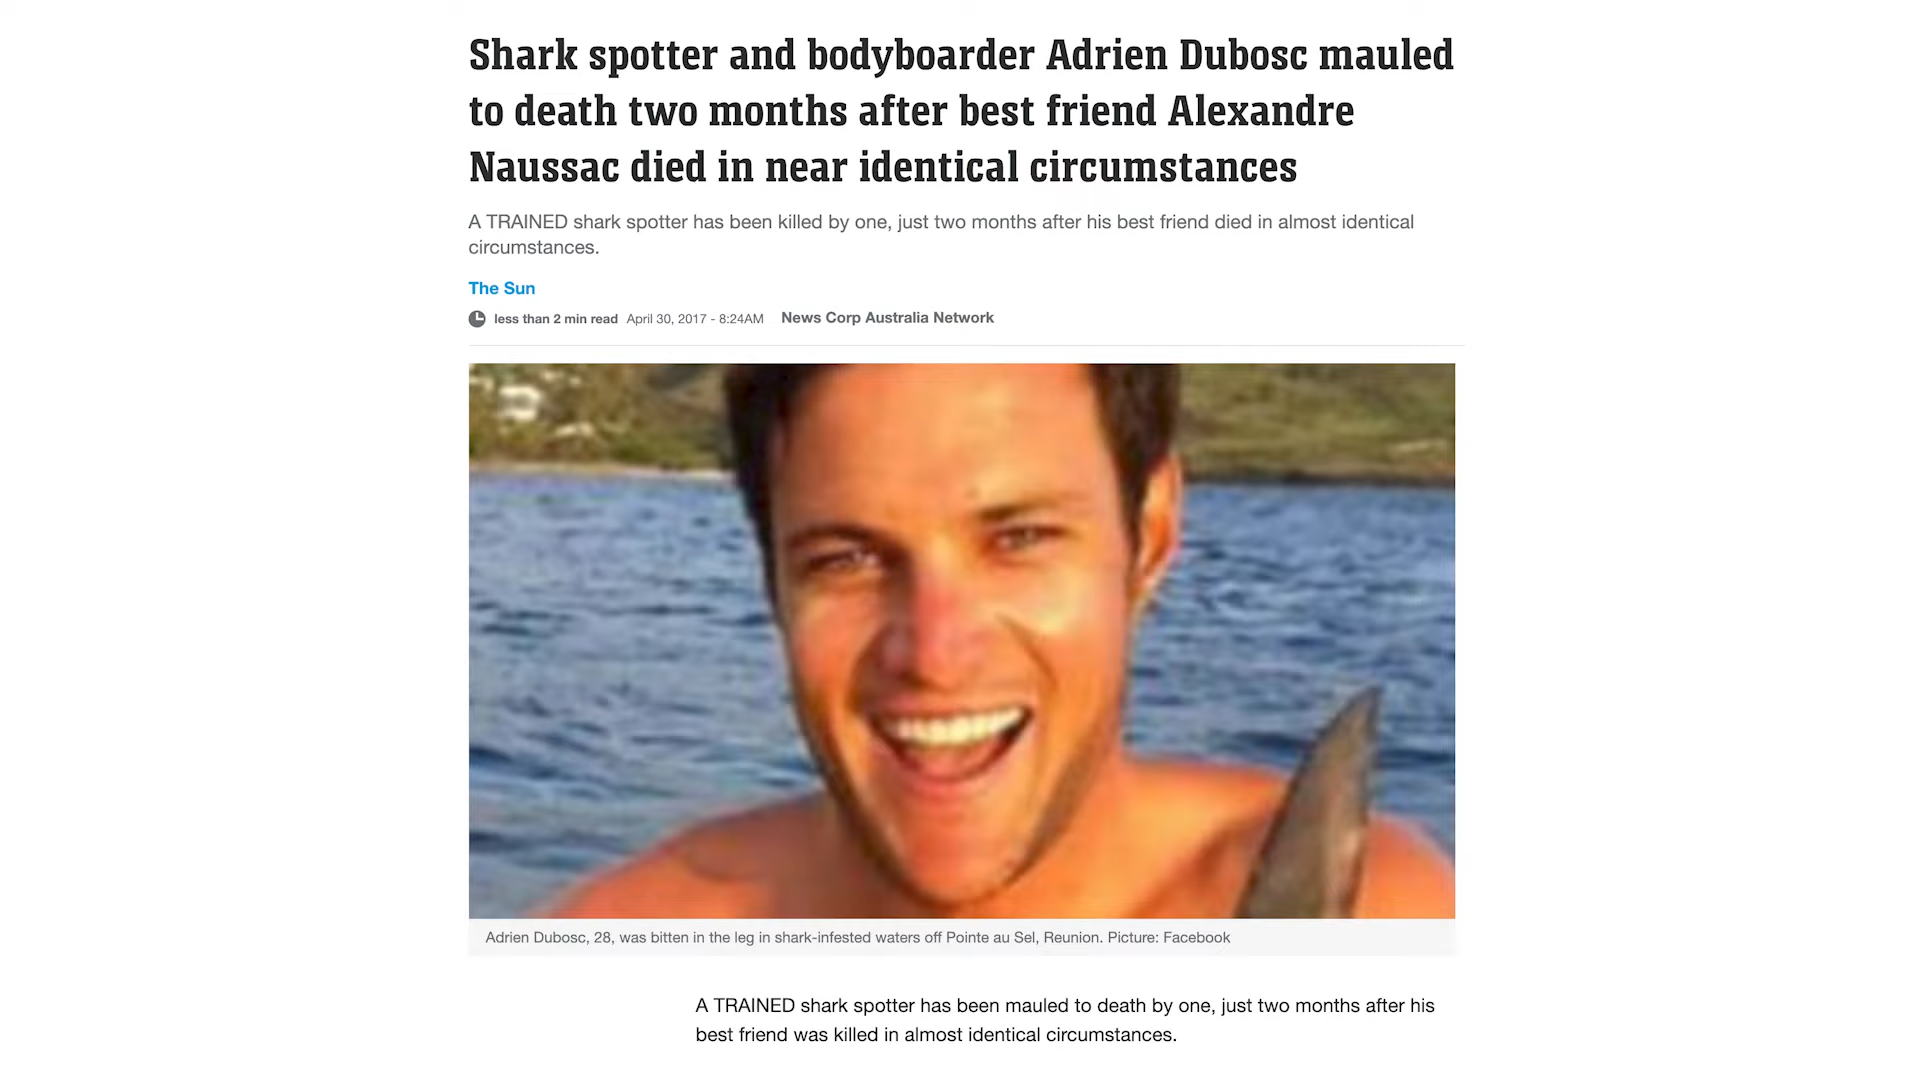 Shark spotter and bodyboarder Adrien Dubosc mauled
to death two months after best friend Alexandre
Naussac died in near identical circumstances
A TRAINED shark spotter has been killed by one, just two months after his best friend died in almost identical
circumstances.
The Sun
less than 2 min read April 30, 2017 - 8:24AM News Corp Australia Network
Adrien Dubosc, 28, was bitten in the leg in shark-infested waters off Pointe au Sel, Reunion. Picture: Facebook
A TRAINED shark spotter has been mauled to death by one, just two months after his
best friend was killed in almost identical circumstances.